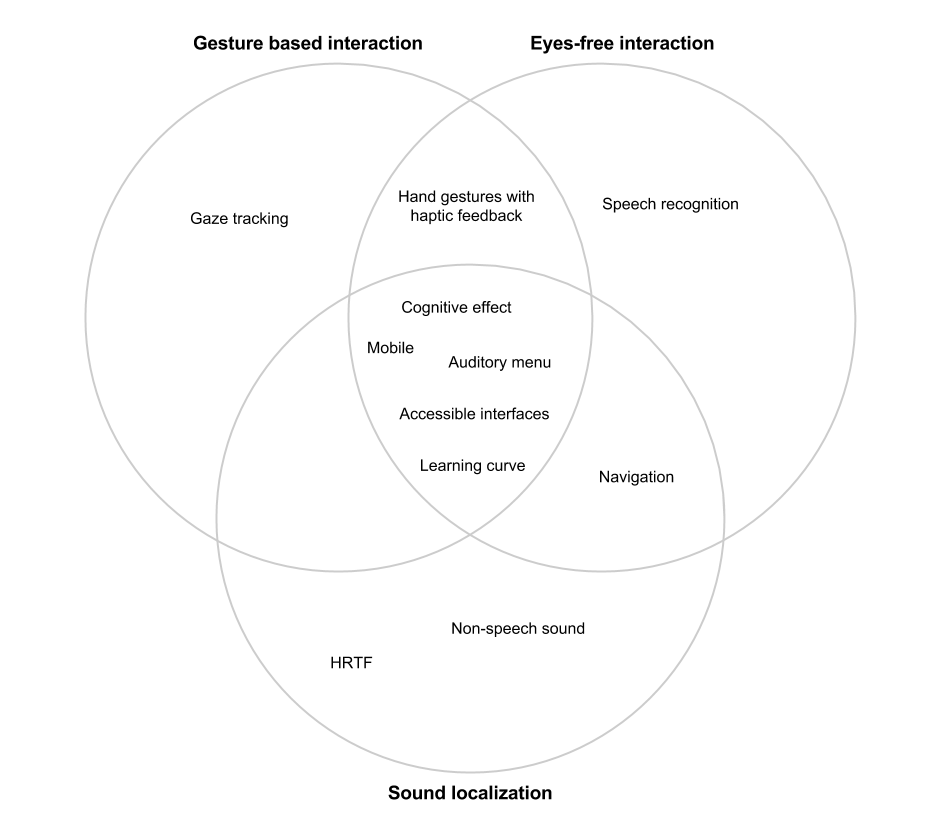 Gesture based interaction
Eyes-free interaction
Gaze tracking
Hand gestures with
haptic feedback
Speech recognition
Cognitive effect
Mobile
Auditory menu
Accessible interfaces
Learning curve
Navigation
Non-speech sound
HRTF
Sound localization